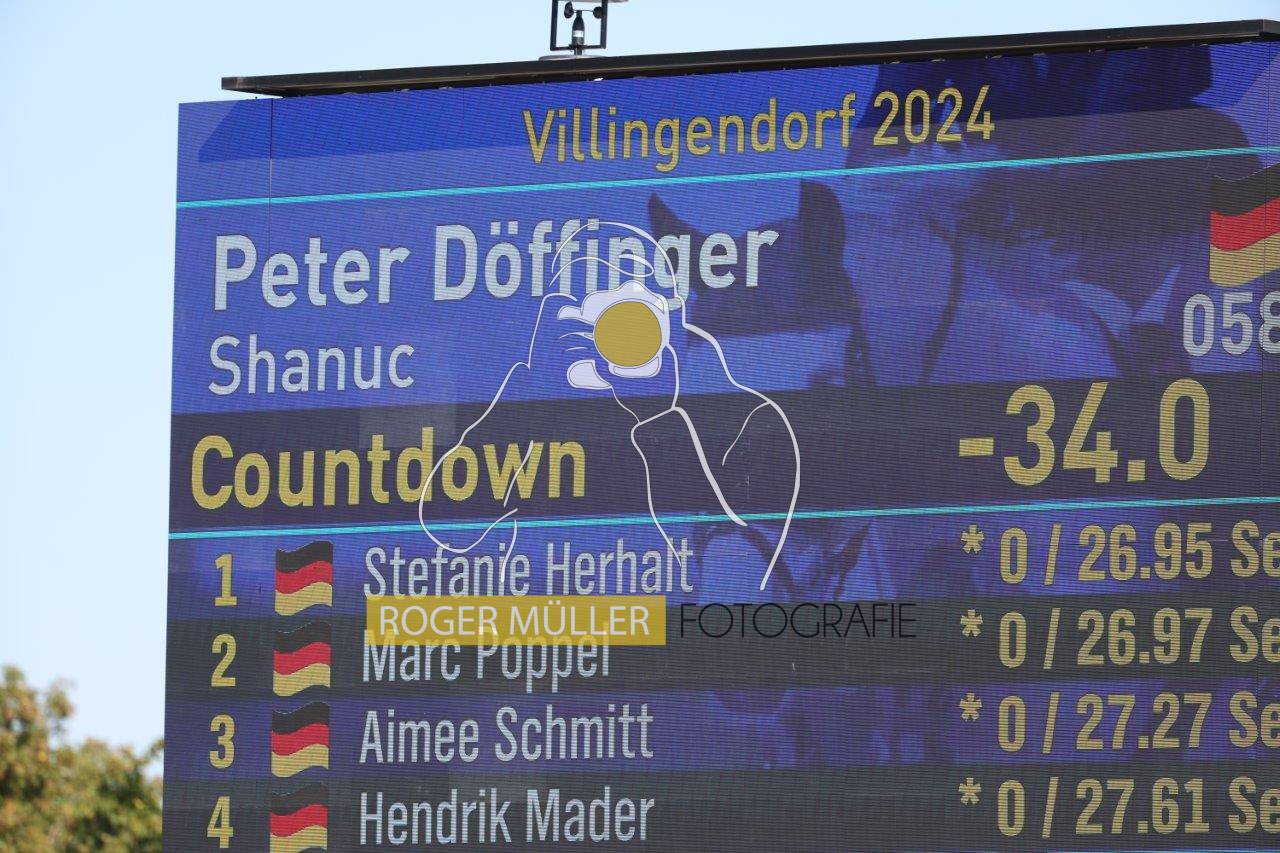 Villingendorf 2024
Peter Döffinger
Shanuc
058
Countdown -34.0
1 Stefanie Herhalt * 0 / 26.95 Se
ROGER MÜLLER FOTOGRAFIE
2 Marc Poppel * 0 / 26.97 Se
3 Aimee Schmitt * 0 / 27.27 Se
4 Hendrik Mader * 0 / 27.61 Se